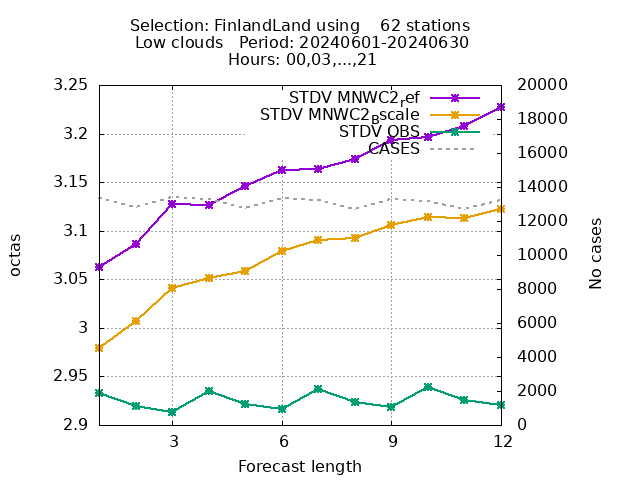 Selection: FinlandLand using 62 stations
Low clouds Period: 20240601-20240630
Hours: 00,03,...,21
STDV MNWC2ref
STDV MNWC2Bscale
STDV OBS
CASES
3.25
3.2
3.15
3.1
3.05
3
2.95
2.9
octas
20000
18000
16000
14000
12000
10000
8000
6000
4000
2000
0
No cases
3 6 9 12
Forecast length